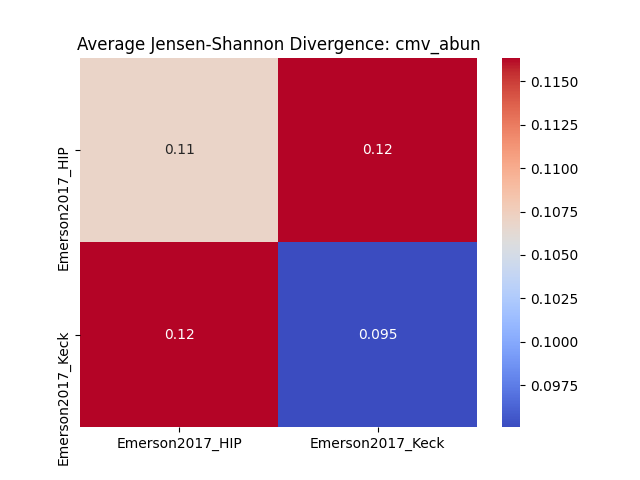 Average Jensen-Shannon Divergence: cmv_abun
Emerson2017_HIP
Emerson2017_Keck
0.11
0.12
0.12
0.095
Emerson2017_HIP
Emerson2017_Keck
0.1150
0.1125
0.1100
0.1075
0.1050
0.1025
0.1000
0.0975